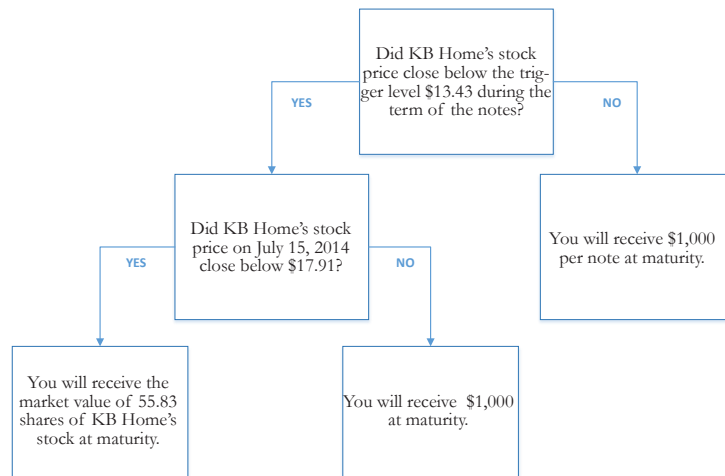 Did KB Home's stock
price close below the trig-
ger level $13.43 during the
term of the notes?
YES
NO
Did KB Home's stock
price on July 15, 2014
close below $17.91?
You will receive $1,000
per note at maturity.
YES
NO
You will receive the
market value of 55.83
shares of KB Home's
stock at maturity.
You will receive $1,000
at maturity.